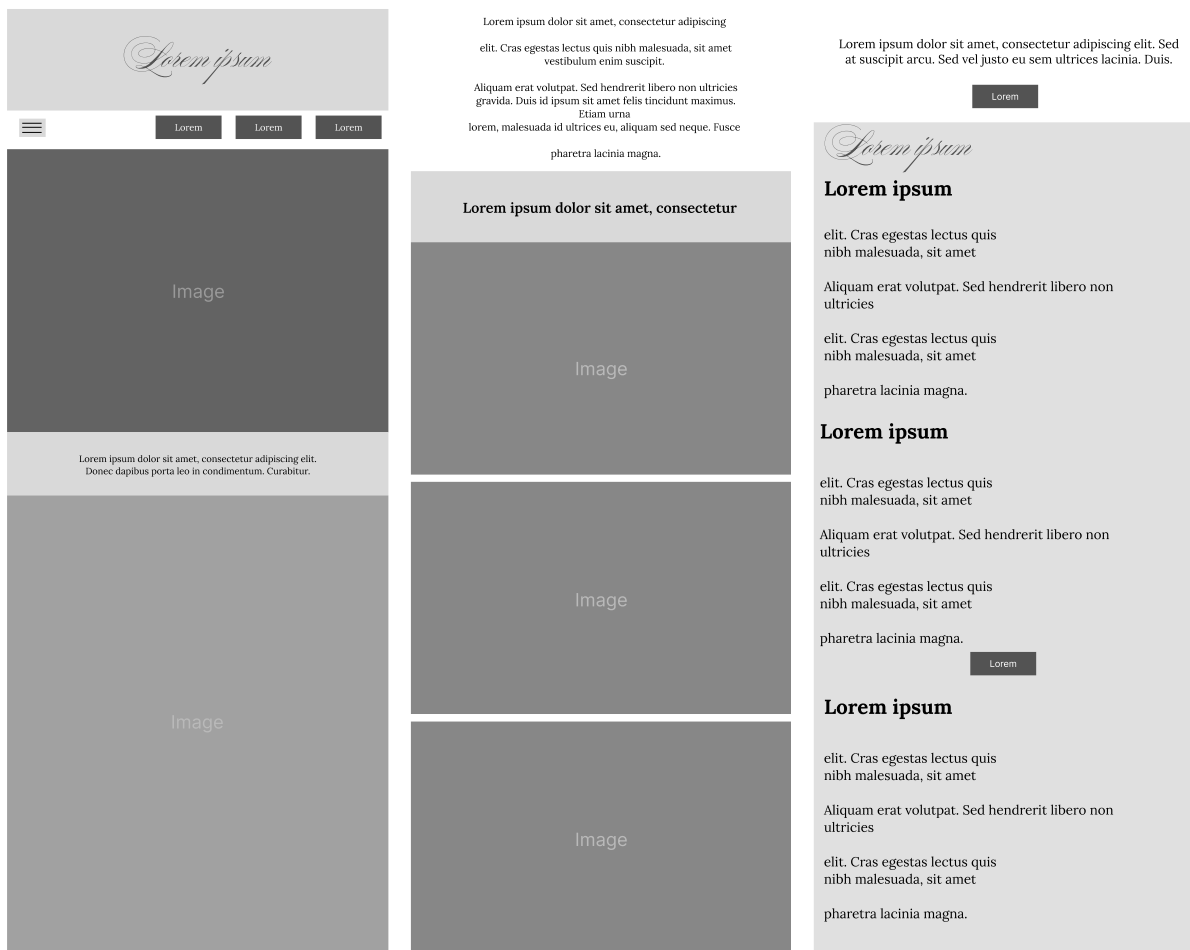 Lorem ipsum
Lorem
Lorem
Lorem
Image
Lorem ipsum dolor sit amet, consectetur adipiscing elit.
Donec dapibus porta leo in condimentum. Curabitur.
Image
Lorem ipsum dolor sit amet, consectetur adipiscing
elit. Cras egestas lectus quis nibh malesuada, sit amet
vestibulum enim suscipit.
Aliquam erat volutpat. Sed hendrerit libero non ultricies
gravida. Duis id ipsum sit amet felis tincidunt maximus.
Etiam urna
lorem, malesuada id ultrices eu, aliquam sed neque. Fusce
pharetra lacinia magna.
Lorem ipsum dolor sit amet, consectetur
Image
Image
Image
Lorem ipsum dolor sit amet, consectetur adipiscing elit. Sed
at suscipit arcu. Sed vel justo eu sem ultrices lacinia. Duis.
Lorem
Lorem ipsum
Lorem ipsum
elit. Cras egestas lectus quis
nibh malesuada, sit amet
Aliquam erat volutpat. Sed hendrerit libero non
ultricies
elit. Cras egestas lectus quis
nibh malesuada, sit amet
pharetra lacinia magna.
Lorem ipsum
elit. Cras egestas lectus quis
nibh malesuada, sit amet
Aliquam erat volutpat. Sed hendrerit libero non
ultricies
elit. Cras egestas lectus quis
nibh malesuada, sit amet
pharetra lacinia magna.
Lorem
Lorem ipsum
elit. Cras egestas lectus quis
nibh malesuada, sit amet
Aliquam erat volutpat. Sed hendrerit libero non
ultricies
elit. Cras egestas lectus quis
nibh malesuada, sit amet
pharetra lacinia magna.